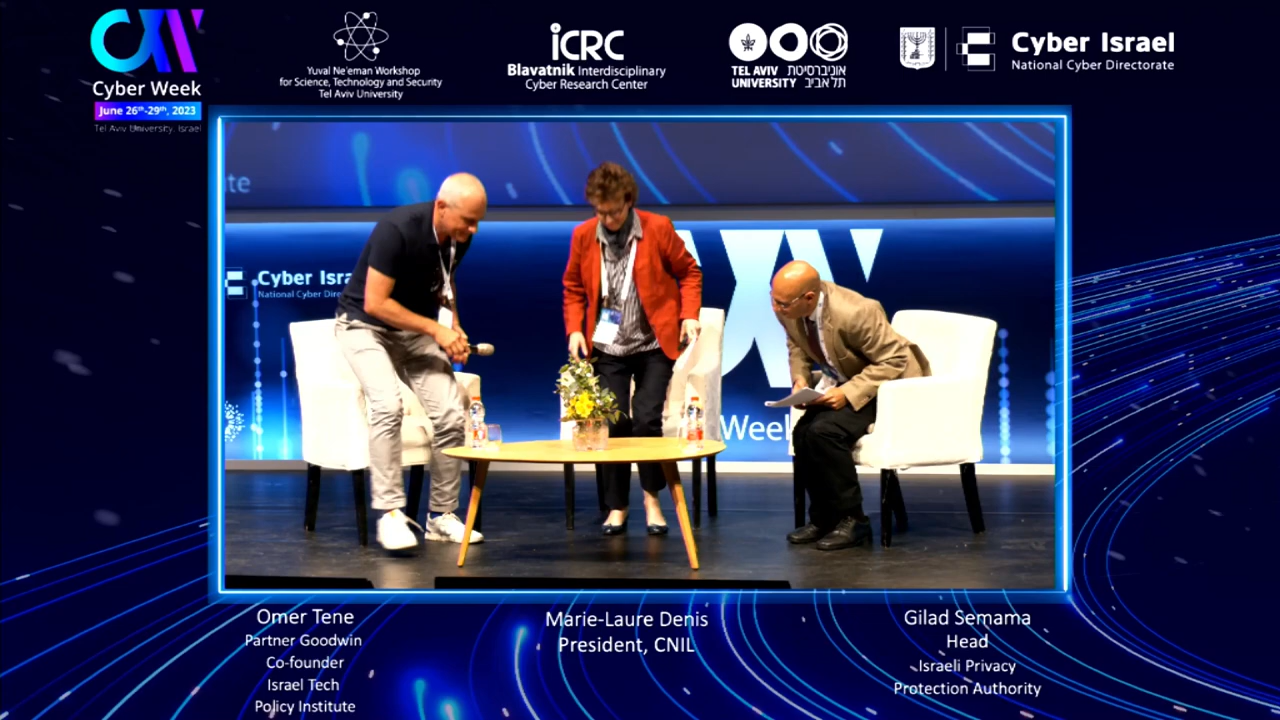 Cyber Week
June 26th-29th, 2023
Tel Aviv University, Israel
Yuval Ne'eman Workshop
for Science, Technology and Security
Tel Aviv University
iCRC
Blavatnik Interdisciplinary
Cyber Research Center
TEL AVIV אוניברסיטת
UNIVERSITY תל אביב
Cyber Israel
National Cyber Directorate
te
Cyber Isra
National Cyber Dire
Week
Omer Tene
Partner Goodwin
Co-founder
Israel Tech
Policy Institute
Marie-Laure Denis
President, CNIL
Gilad Semama
Head
Israeli Privacy
Protection Authority